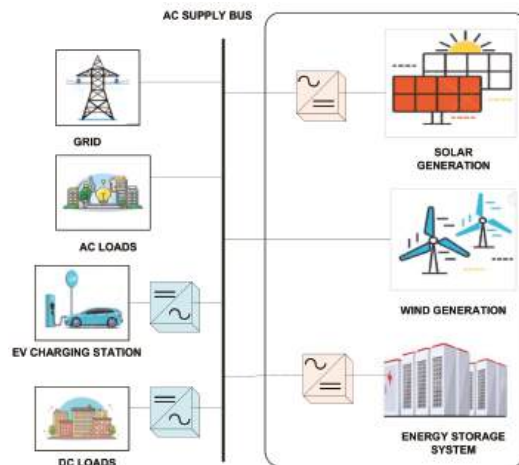 AC SUPPLY BUS
GRID
SOLAR
GENERATION
AC LOADS
WIND GENERATION
EV CHARGING STATION
ENERGY STORAGE
SYSTEM
DC LOADS